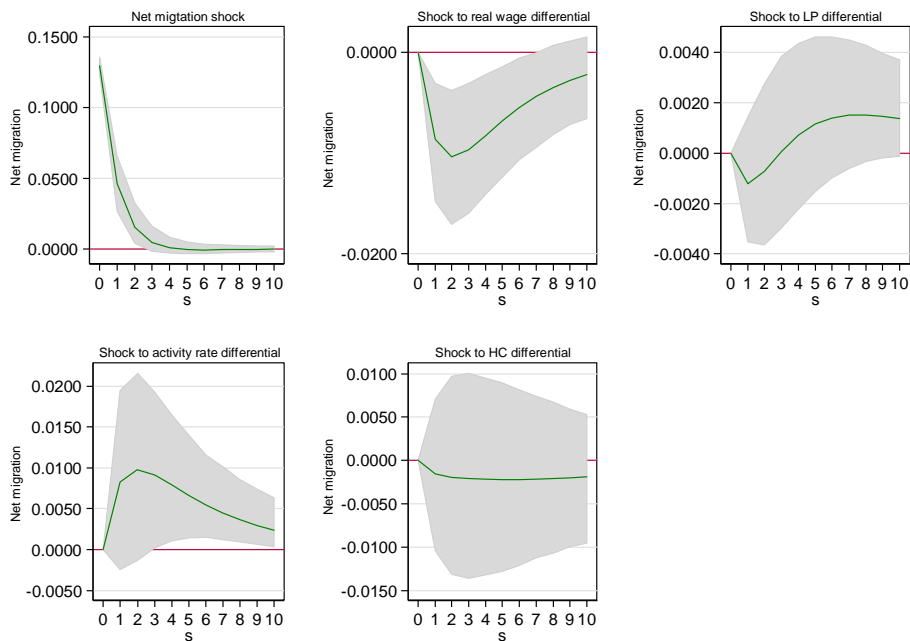 Net migtation shock
0.1500
0.1000
0.0500
0.0000
Net migration
0 1 2 3 4 5 6 7 8 9 10
s
Shock to real wage differential
0.0000
-0.0200
Net migration
0 1 2 3 4 5 6 7 8 9 10
s
Shock to LP differential
0.0040
0.0020
0.0000
-0.0020
-0.0040
Net migration
0 1 2 3 4 5 6 7 8 9 10
s
Shock to activity rate differential
0.0200
0.0150
0.0100
0.0050
0.0000
-0.0050
Net migration
0 1 2 3 4 5 6 7 8 9 10
s
Shock to HC differential
0.0100
0.0050
0.0000
-0.0050
-0.0100
-0.0150
Net migration
0 1 2 3 4 5 6 7 8 9 10
s